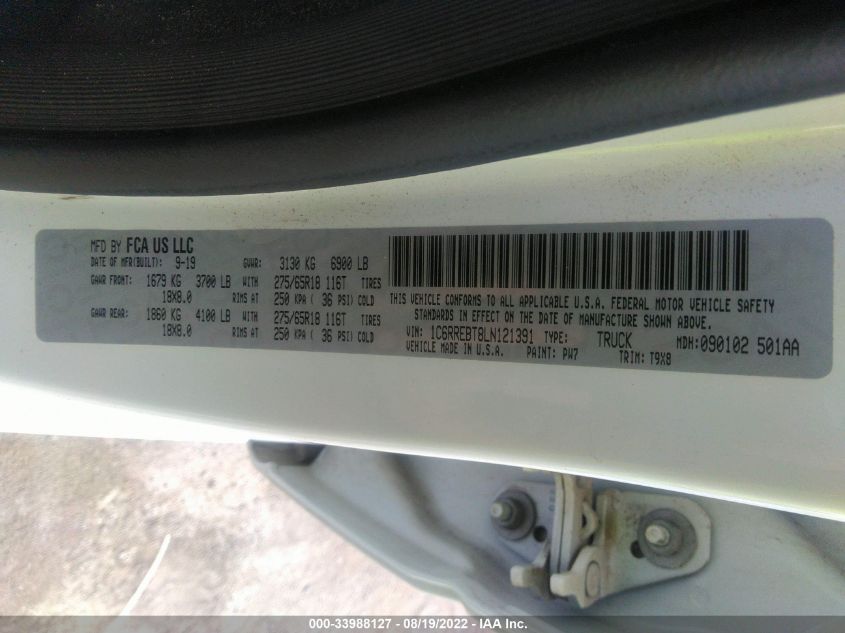 MFD BY FCA US LLC
DATE OF MFR(BUILT): 9-19 GVWR: 3130 KG 6900 LB
GAWR FRONT: 1679 KG 3700 LB WITH 275/65R18 116T TIRES
18X8.0 RIMS AT 250 KPA ( 36 PSI) COLD
GAWR REAR: 1860 KG 4100 LB WITH 275/65R18 116T TIRES
18X8.0 RIMS AT 250 KPA ( 36 PSI) COLD
THIS VEHICLE CONFORMS TO ALL APPLICABLE U.S.A. FEDERAL MOTOR VEHICLE SAFETY
STANDARDS IN EFFECT ON THE DATE OF MANUFACTURE SHOWN ABOVE.
VIN: 1C6RREBT8LN121391 TYPE: TRUCK MDH: 090102 501AA
VEHICLE MADE IN U.S.A. PAINT: PW7 TRIM: T9X8
000-33988127 - 08/19/2022 - IAA Inc.